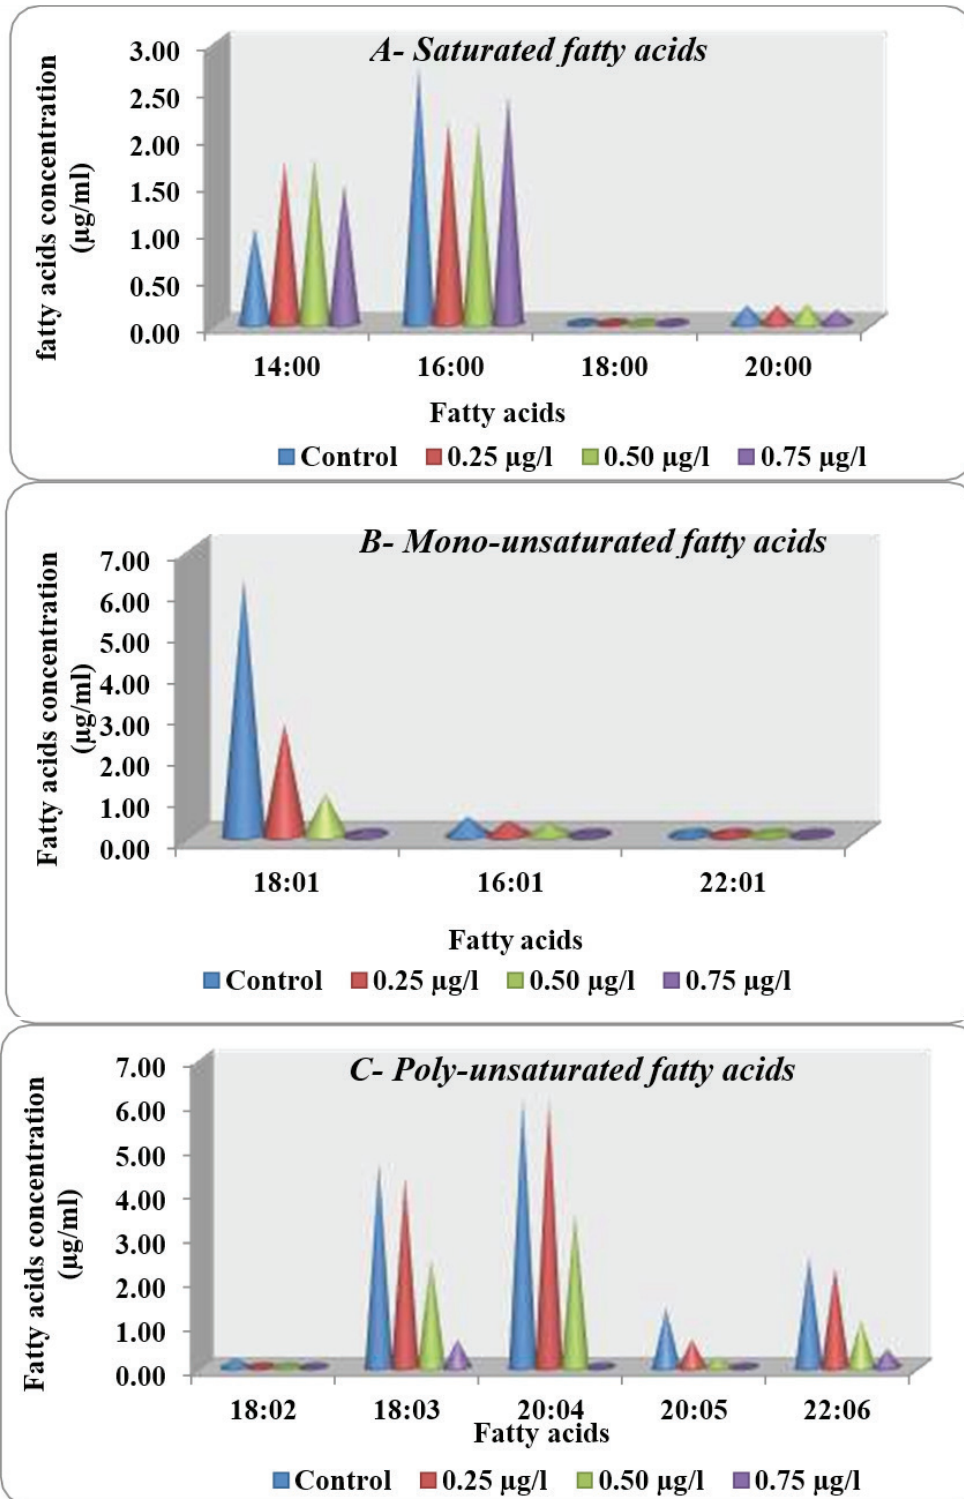 A- Saturated fatty acids
fatty acids concentration
(µg/ml)
3.00
2.50
2.00
1.50
1.00
0.50
0.00
14:00 16:00 18:00 20:00
Fatty acids
Control 0.25 µg/l 0.50 µg/l 0.75 µg/l
B- Mono-unsaturated fatty acids
Fatty acids concentration
(µg/ml)
7.00
6.00
5.00
4.00
3.00
2.00
1.00
0.00
18:01 16:01 22:01
Fatty acids
Control 0.25 µg/l 0.50 µg/l 0.75 µg/l
C- Poly-unsaturated fatty acids
Fatty acids concentration
(µg/ml)
7.00
6.00
5.00
4.00
3.00
2.00
1.00
0.00
18:02 18:03 20:04 20:05 22:06
Fatty acids
Control 0.25 µg/l 0.50 µg/l 0.75 µg/l